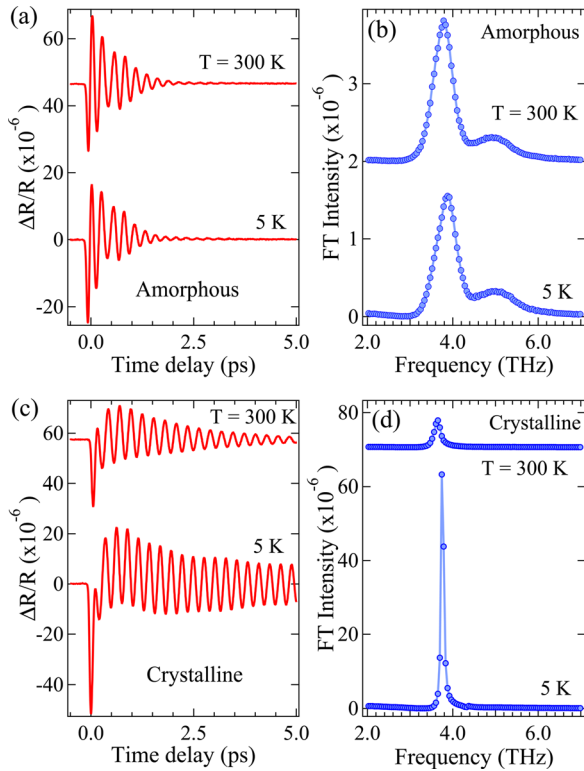 (a)
T = 300 K
5 K
Amorphous
ΔR/R (x10⁻⁶)
60
40
20
0
-20
0.0
2.5
5.0
Time delay (ps)
(b)
Amorphous
T = 300 K
5 K
FT Intensity (x10⁻⁶)
3
2
1
0
2.0
4.0
6.0
Frequency (THz)
(c)
T = 300 K
5 K
Crystalline
ΔR/R (x10⁻⁶)
60
40
20
0
-20
-40
0.0
2.5
5.0
Time delay (ps)
(d)
Crystalline
T = 300 K
5 K
FT Intensity (x10⁻⁶)
80
60
40
20
0
2.0
4.0
6.0
Frequency (THz)